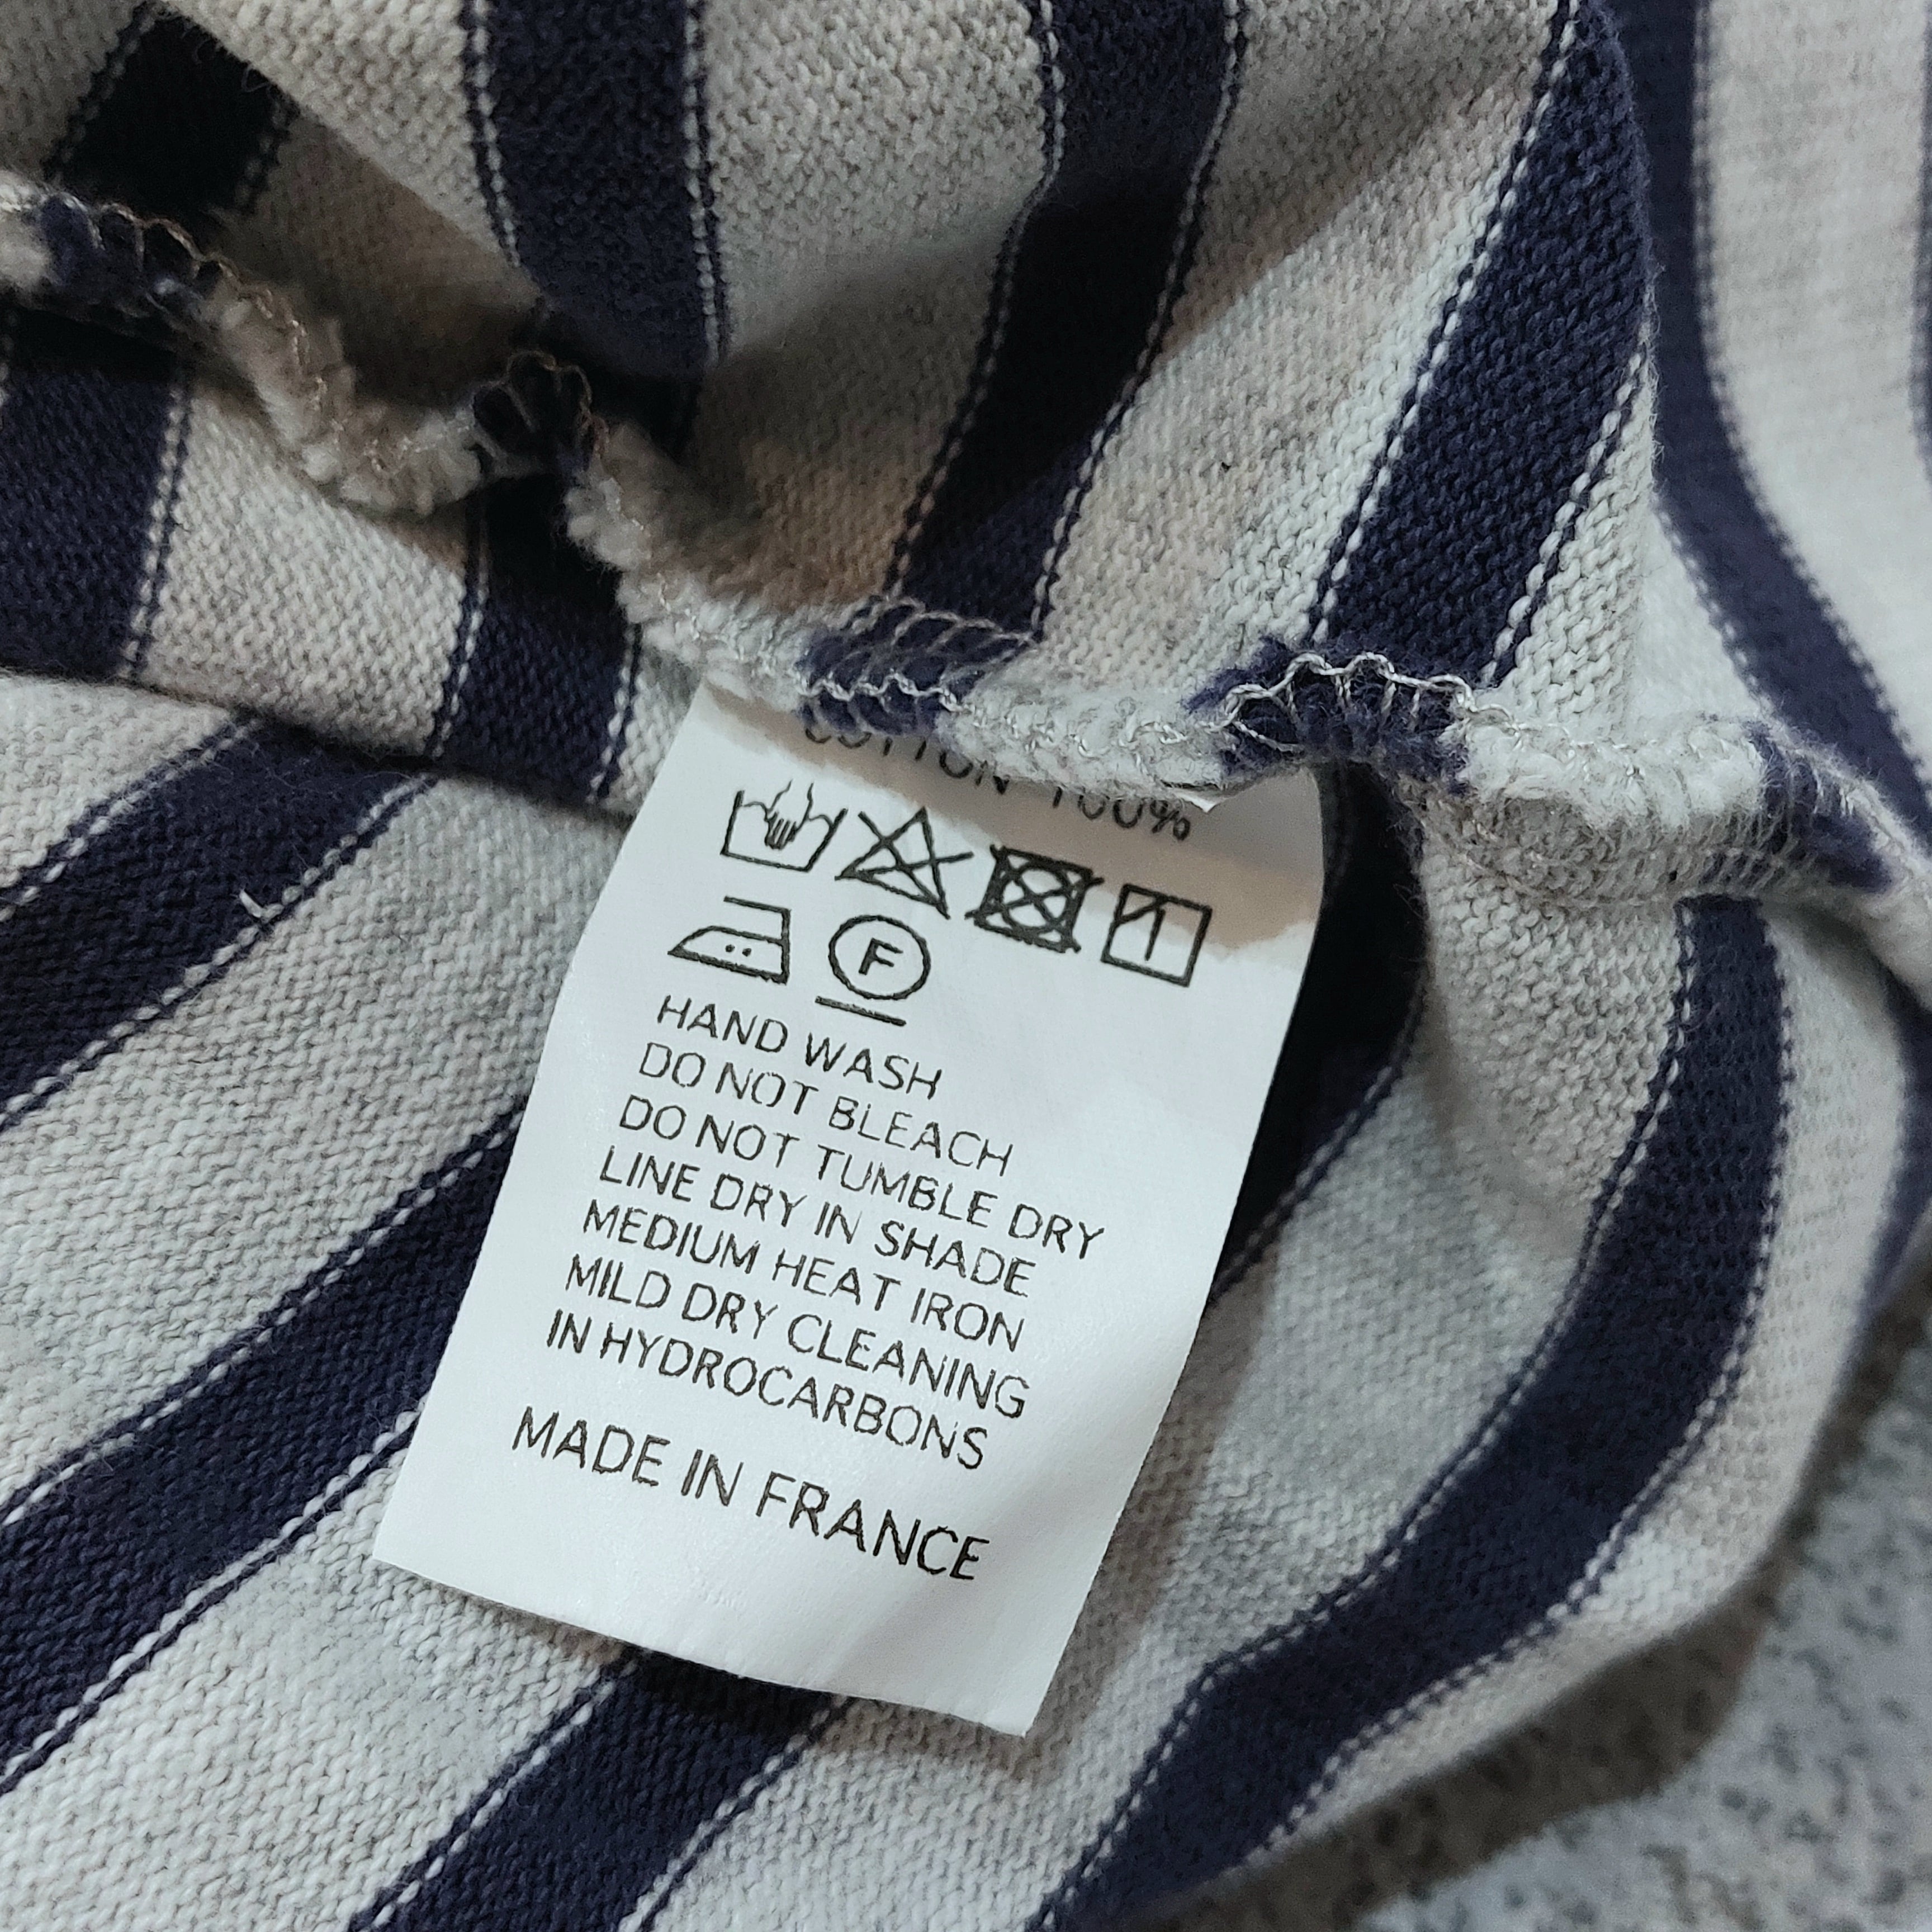 COTTON 100%
F
HAND WASH
DO NOT BLEACH
DO NOT TUMBLE DRY
LINE DRY IN SHADE
MEDIUM HEAT IRON
MILD DRY CLEANING
IN HYDROCARBONS
MADE IN FRANCE